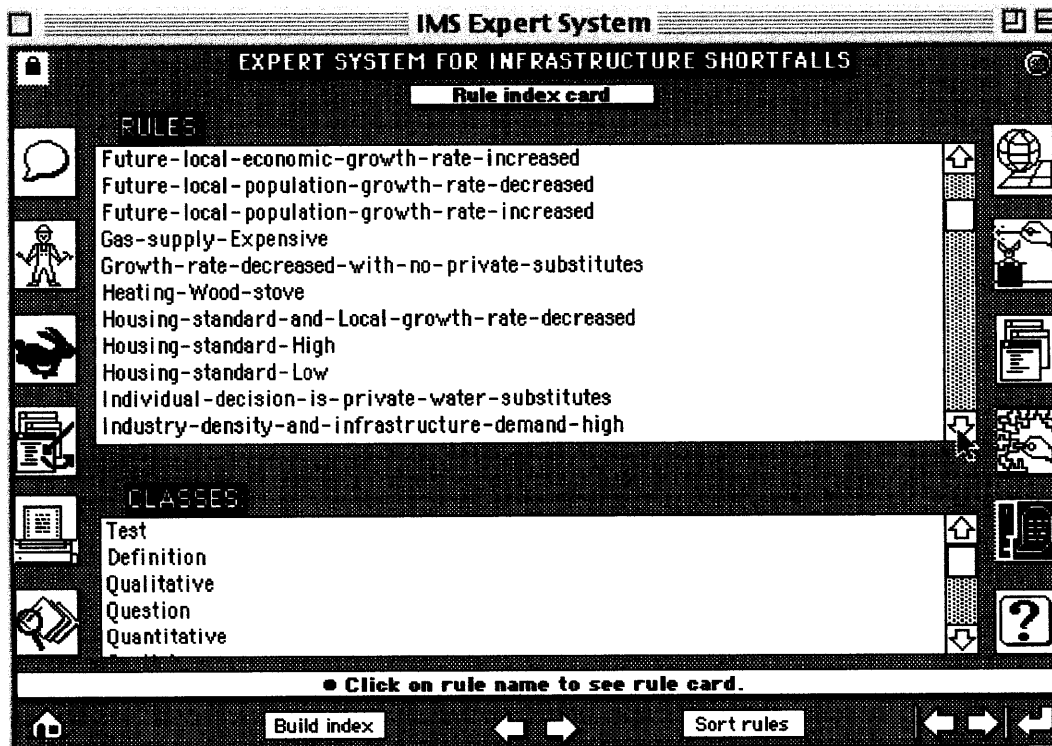 IMS Expert System
EXPERT SYSTEM FOR INFRASTRUCTURE SHORTFALLS
Rule index card
RULES
Future-local-economic-growth-rate-increased
Future-local-population-growth-rate-decreased
Future-local-population-growth-rate-increased
Gas-supply-Expensive
Growth-rate-decreased-with-no-private-substitutes
Heating-Wood-stove
Housing-standard-and-Local-growth-rate-decreased
Housing-standard-High
Housing-standard-Low
Individual-decision-is-private-water-substitutes
Industry-density-and-infrastructure-demand-high
CLASSES
Test
Definition
Qualitative
Question
Quantitative
?
● Click on rule name to see rule card.
Build index
Sort rules